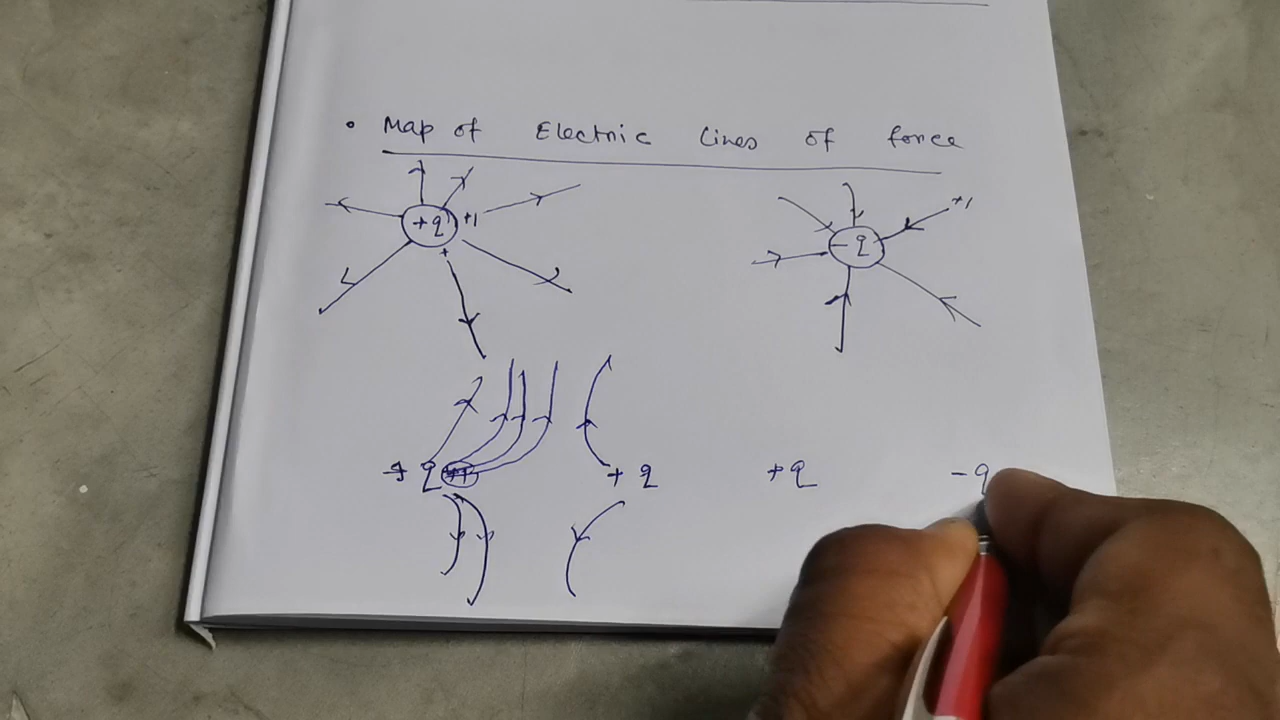 • Map of Electric lines of force
+q +1 -q +1
+
+q +q +q -q